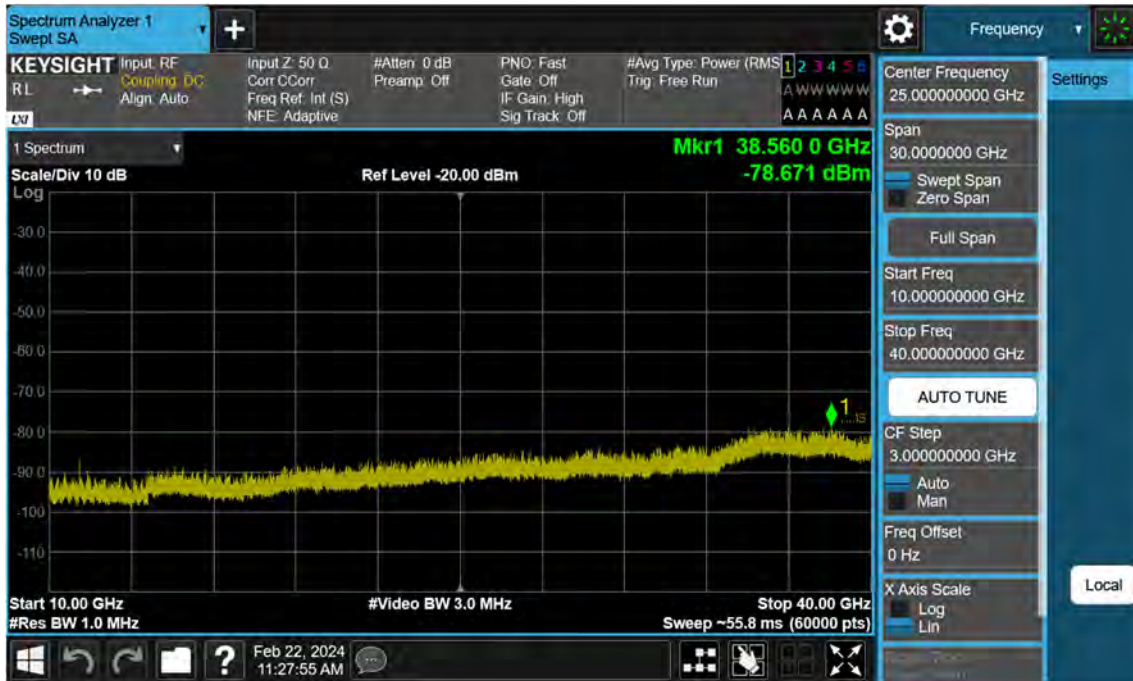 Spectrum Analyzer 1
Swept SA
Frequency
KEYSIGHT
RL
LXI
Input: RF
Coupling: DC
Align: Auto
Input Z: 50 Ω
Corr CCorr
Freq Ref: Int (S)
NFE: Adaptive
#Atten: 0 dB
Preamp: Off
PNO: Fast
Gate: Off
IF Gain: High
Sig Track: Off
#Avg Type: Power (RMS
Trig: Free Run
1 2 3 4 5 6
A W W W W W
A A A A A A
1 Spectrum
Scale/Div 10 dB
Ref Level -20.00 dBm
Mkr1 38.560 0 GHz
-78.671 dBm
Log
-30.0
-40.0
-50.0
-60.0
-70.0
-80.0
-90.0
-100
-110
1
Start 10.00 GHz
#Video BW 3.0 MHz
Stop 40.00 GHz
#Res BW 1.0 MHz
Sweep ~55.8 ms (60000 pts)
Feb 22, 2024
11:27:55 AM
Center Frequency
25.000000000 GHz
Span
30.0000000 GHz
Swept Span
Zero Span
Full Span
Start Freq
10.000000000 GHz
Stop Freq
40.000000000 GHz
AUTO TUNE
CF Step
3.000000000 GHz
Auto
Man
Freq Offset
0 Hz
X Axis Scale
Log
Lin
Settings
Local